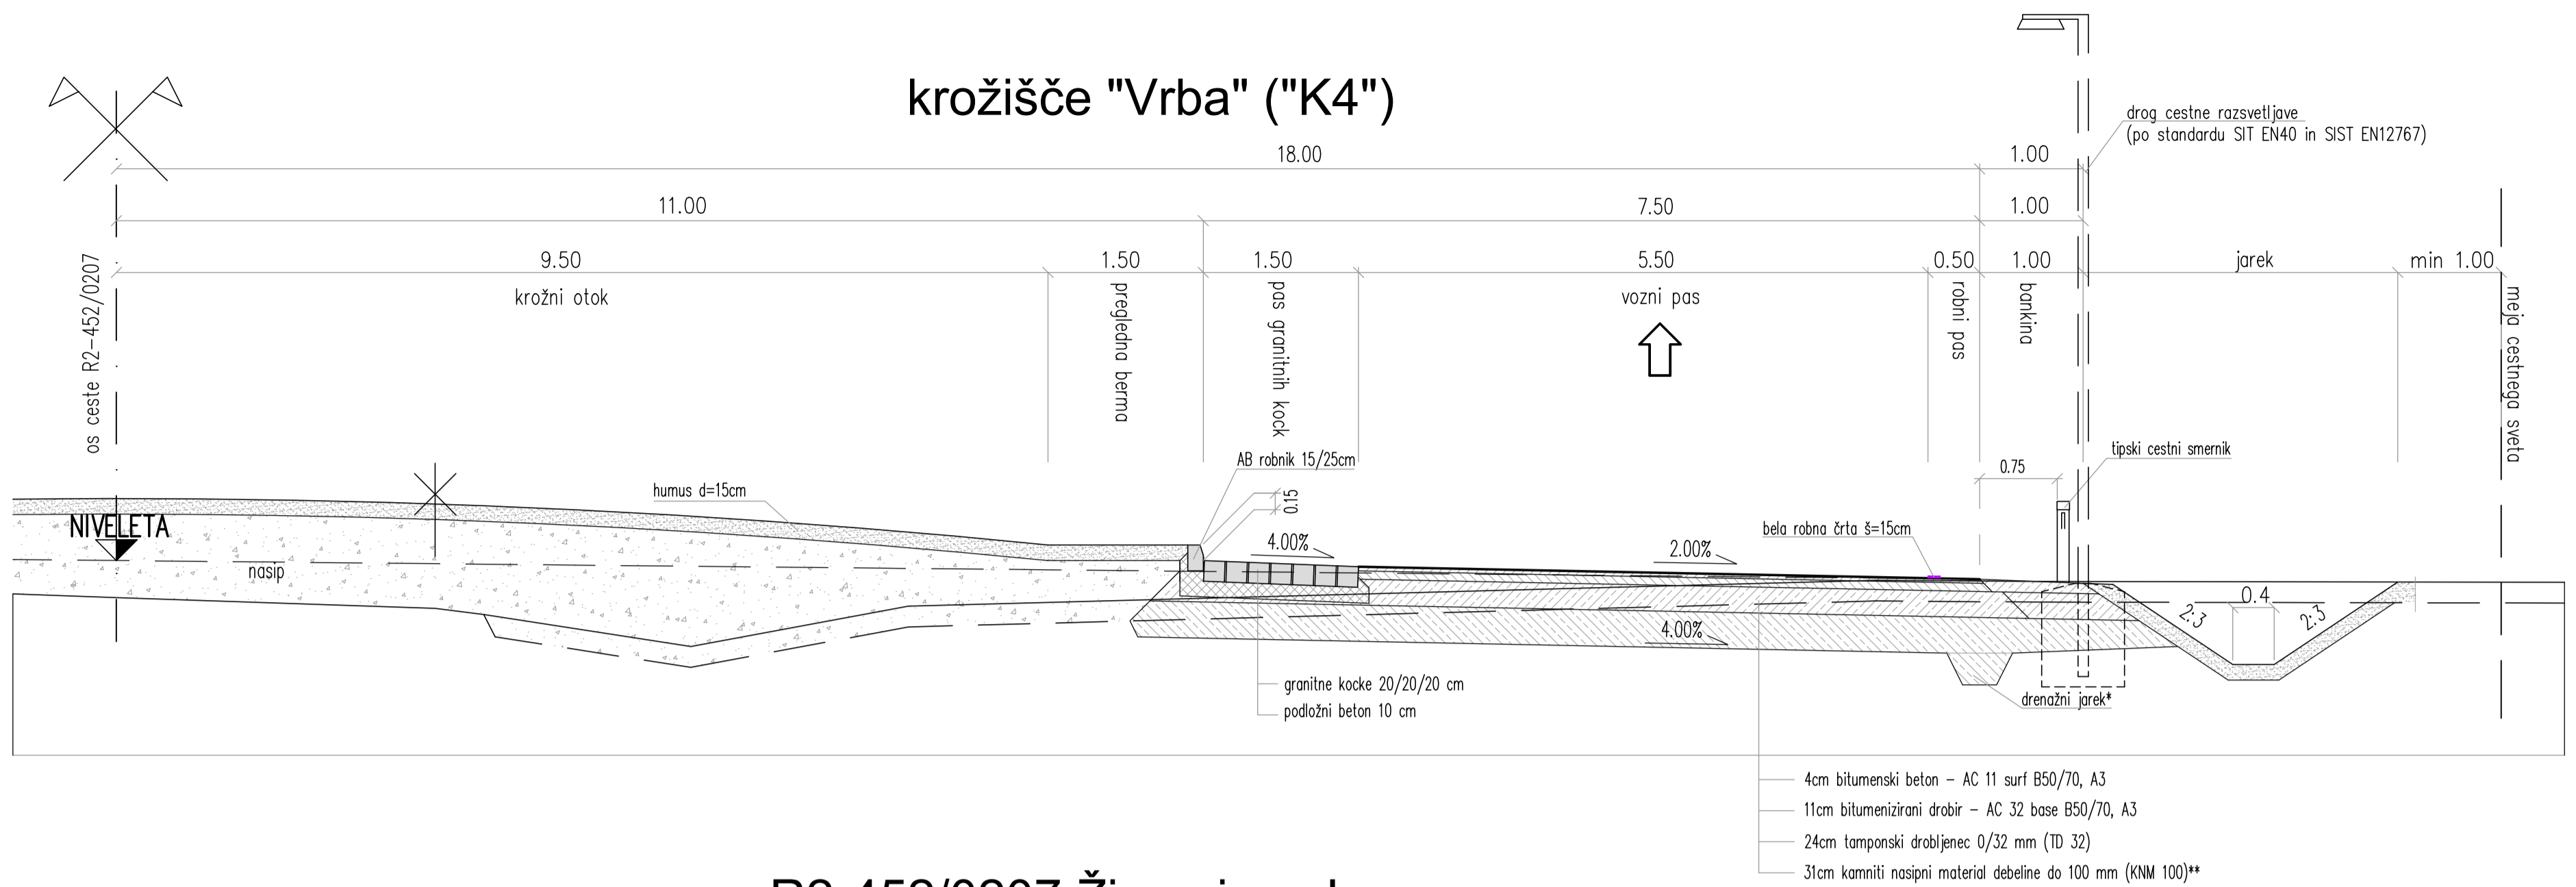 krožišče "Vrba" ("K4")
drog cestne razsvetljave
(po standardu SIT EN40 in SIST EN12767)
18.00
1.00
11.00
7.50
1.00
9.50
1.50
1.50
5.50
0.50
1.00
jarek
min 1.00
os ceste R2-452/0207
krožni otok
pregledna berma
pas granitnih kock
vozni pas
robni pas
bankina
meja cestnega sveta
AB robnik 15/25cm
0.15
humus d=15cm
0.75
tipski cestni smernik
NIVELETA
nasip
4.00%
2.00%
bela robna črta š=15cm
0.4
2:3
2:3
4.00%
granitne kocke 20/20/20 cm
podložni beton 10 cm
drenažni jarek*
4cm bitumenski beton - AC 11 surf B50/70, A3
11cm bitumenizirani drobir - AC 32 base B50/70, A3
24cm tamponski drobljenec 0/32 mm (TD 32)
31cm kamniti nasipni material debeline do 100 mm (KNM 100)**